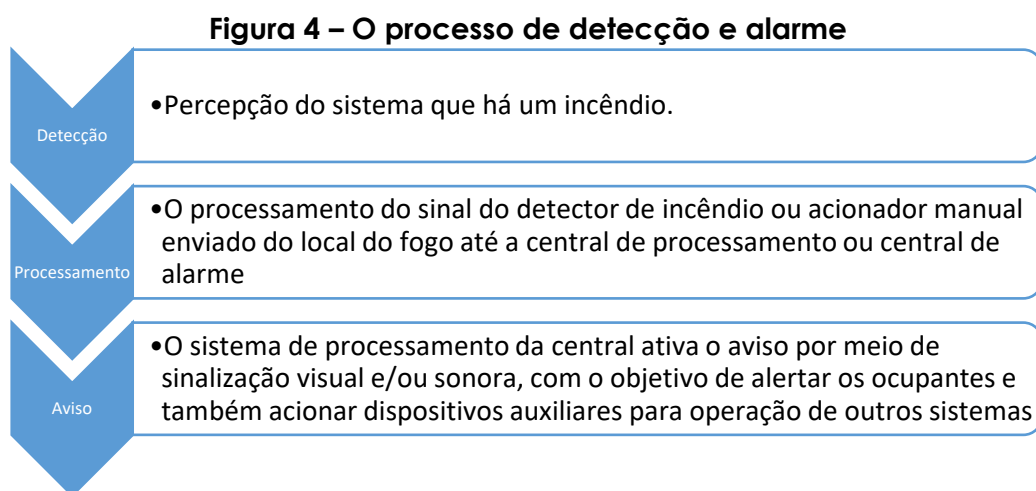 Figura 4 – O processo de detecção e alarme
Detecção
•Percepção do sistema que há um incêndio.
Processamento
•O processamento do sinal do detector de incêndio ou acionador manual
enviado do local do fogo até a central de processamento ou central de
alarme
Aviso
•O sistema de processamento da central ativa o aviso por meio de
sinalização visual e/ou sonora, com o objetivo de alertar os ocupantes e
também acionar dispositivos auxiliares para operação de outros sistemas